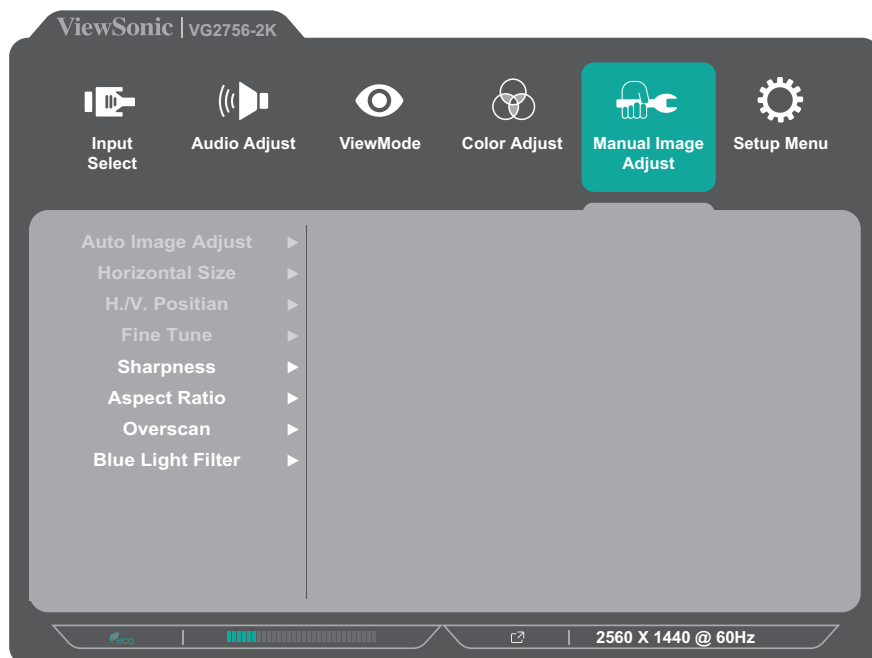 ViewSonic | VG2756-2K
Input Select
Audio Adjust
ViewMode
Color Adjust
Manual Image Adjust
Setup Menu
Auto Image Adjust
Horizontal Size
H./V. Positian
Fine Tune
Sharpness
Aspect Ratio
Overscan
Blue Light Filter
eco
2560 X 1440 @ 60Hz